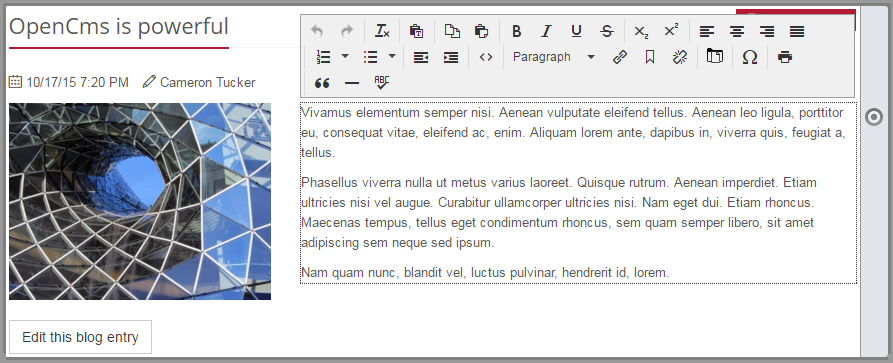 OpenCms is powerful
10/17/15 7:20 PM Cameron Tucker
B I U S x₂ x²
Paragraph
ABC
Vivamus elementum semper nisi. Aenean vulputate eleifend tellus. Aenean leo ligula, porttitor
eu, consequat vitae, eleifend ac, enim. Aliquam lorem ante, dapibus in, viverra quis, feugiat a,
tellus.
Phasellus viverra nulla ut metus varius laoreet. Quisque rutrum. Aenean imperdiet. Etiam
ultricies nisi vel augue. Curabitur ullamcorper ultricies nisi. Nam eget dui. Etiam rhoncus.
Maecenas tempus, tellus eget condimentum rhoncus, sem quam semper libero, sit amet
adipiscing sem neque sed ipsum.
Nam quam nunc, blandit vel, luctus pulvinar, hendrerit id, lorem.
Edit this blog entry